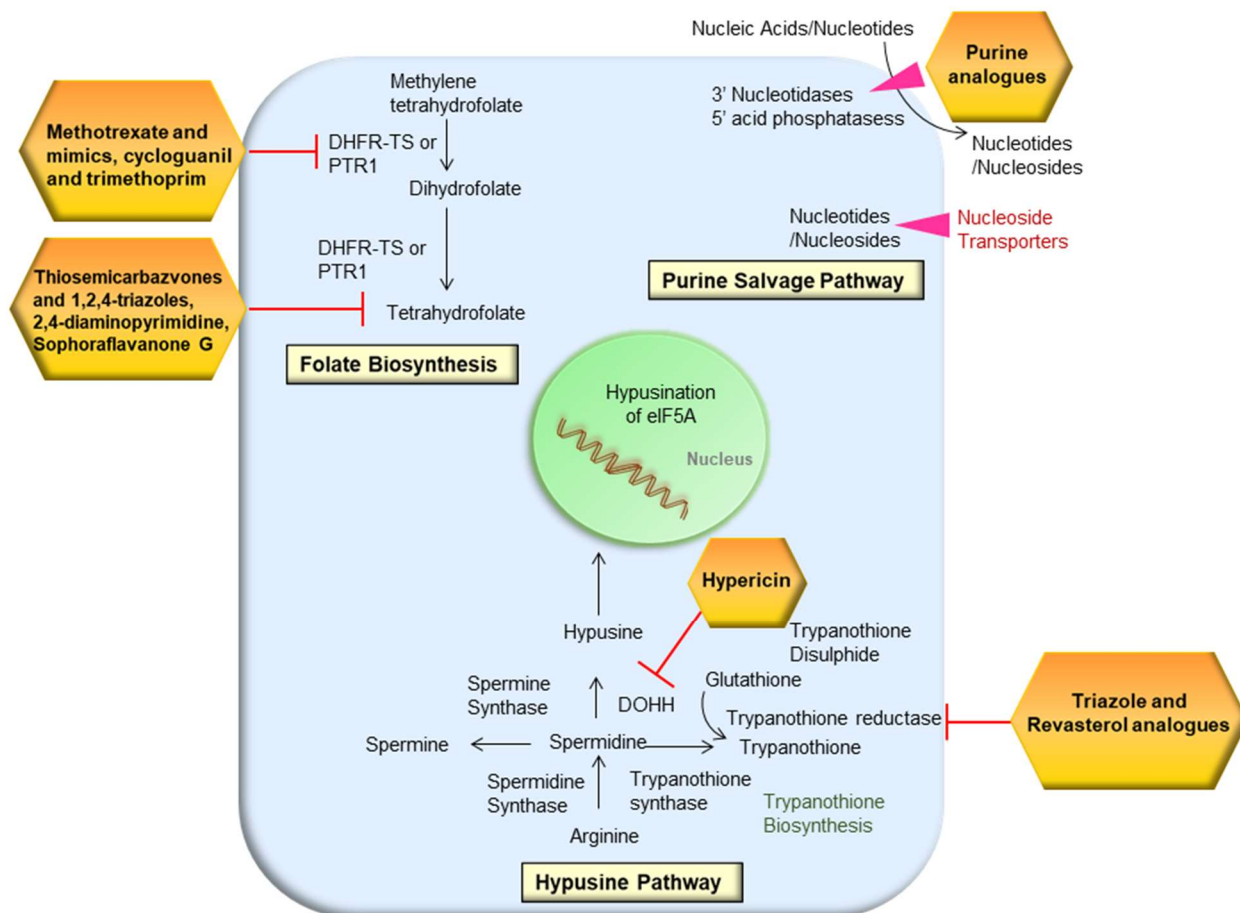 Nucleic Acids/Nucleotides
Purine
analogues
3' Nucleotidases
5' acid phosphatasess
Nucleotides
/Nucleosides
Methylene
tetrahydrofolate
Methotrexate and
mimics, cycloguanil
and trimethoprim
DHFR-TS or
PTR1
Dihydrofolate
Nucleotides
/Nucleosides
Nucleoside
Transporters
DHFR-TS or
PTR1
Purine Salvage Pathway
Thiosemicarbazvones
and 1,2,4-triazoles,
2,4-diaminopyrimidine,
Sophoraflavanone G
Tetrahydrofolate
Folate Biosynthesis
Hypusination
of eIF5A
Nucleus
Hypericin
Hypusine
Trypanothione
Disulphide
Glutathione
Spermine
Synthase
DOHH
Trypanothione reductase
Triazole and
Revasterol analogues
Spermine
Spermidine
Trypanothione
Spermidine
Synthase
Trypanothione
synthase
Trypanothione
Biosynthesis
Arginine
Hypusine Pathway